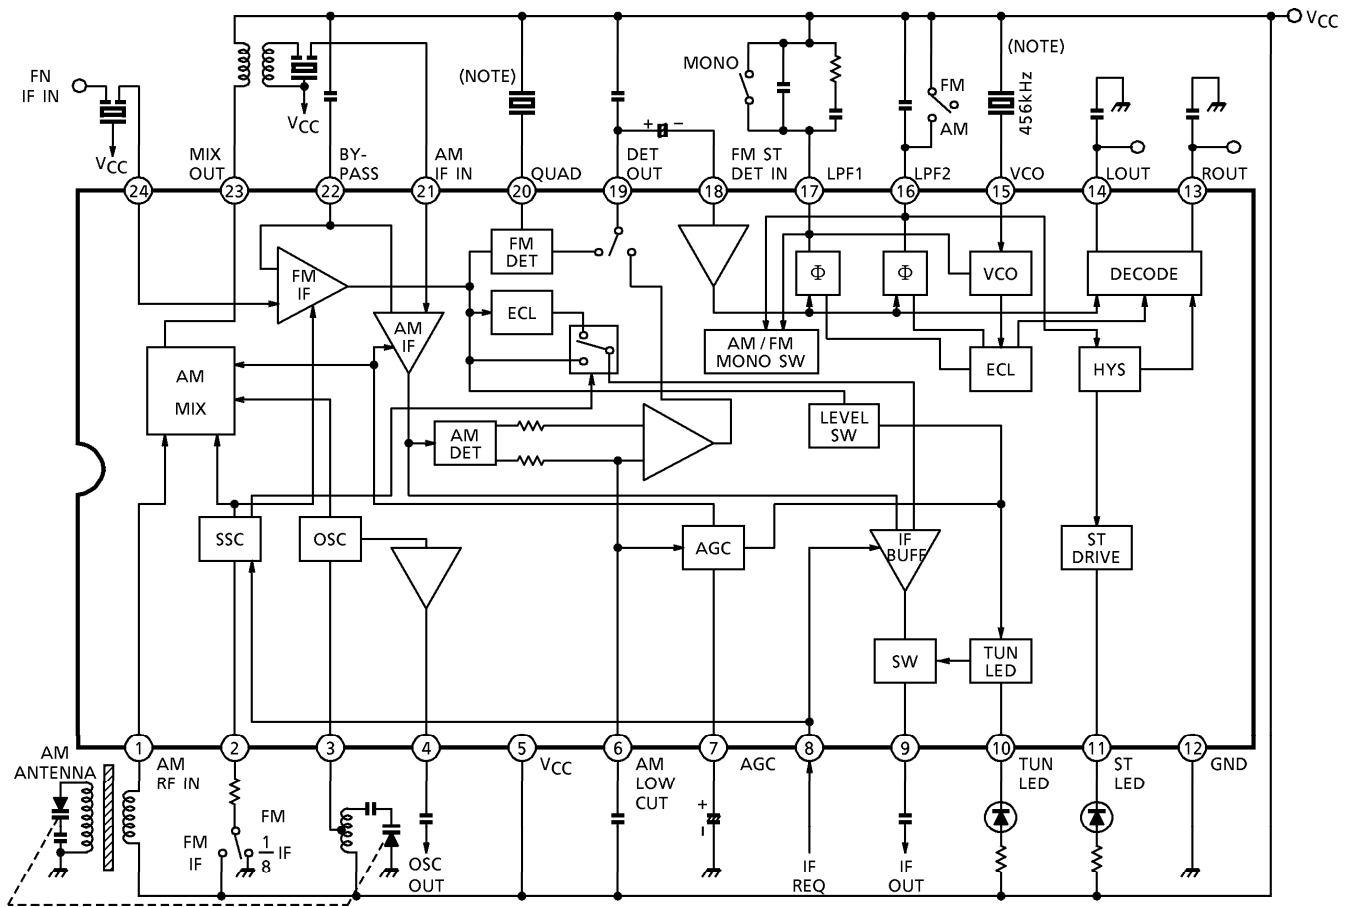 VCC
FN
IF IN
VCC
VCC
(NOTE)
MONO
FM
AM
(NOTE)
456kHz
+ −
MIX
OUT
BY-
PASS
AM
IF IN
QUAD
DET
OUT
FM ST
DET IN
LPF1
LPF2
VCO
LOUT
ROUT
24
23
22
21
20
19
18
17
16
15
14
13
FM
IF
FM
DET
ECL
AM
IF
AM
MIX
AM
DET
Φ
Φ
VCO
DECODE
AM / FM
MONO SW
ECL
HYS
LEVEL
SW
SSC
OSC
AGC
IF
BUFF
ST
DRIVE
SW
TUN
LED
1
2
3
4
5
6
7
8
9
10
11
12
AM
ANTENNA
AM
RF IN
VCC
AM
LOW
CUT
AGC
TUN
LED
ST
LED
GND
FM
IF
FM
1/8 IF
OSC
OUT
+
−
IF
REQ
IF
OUT